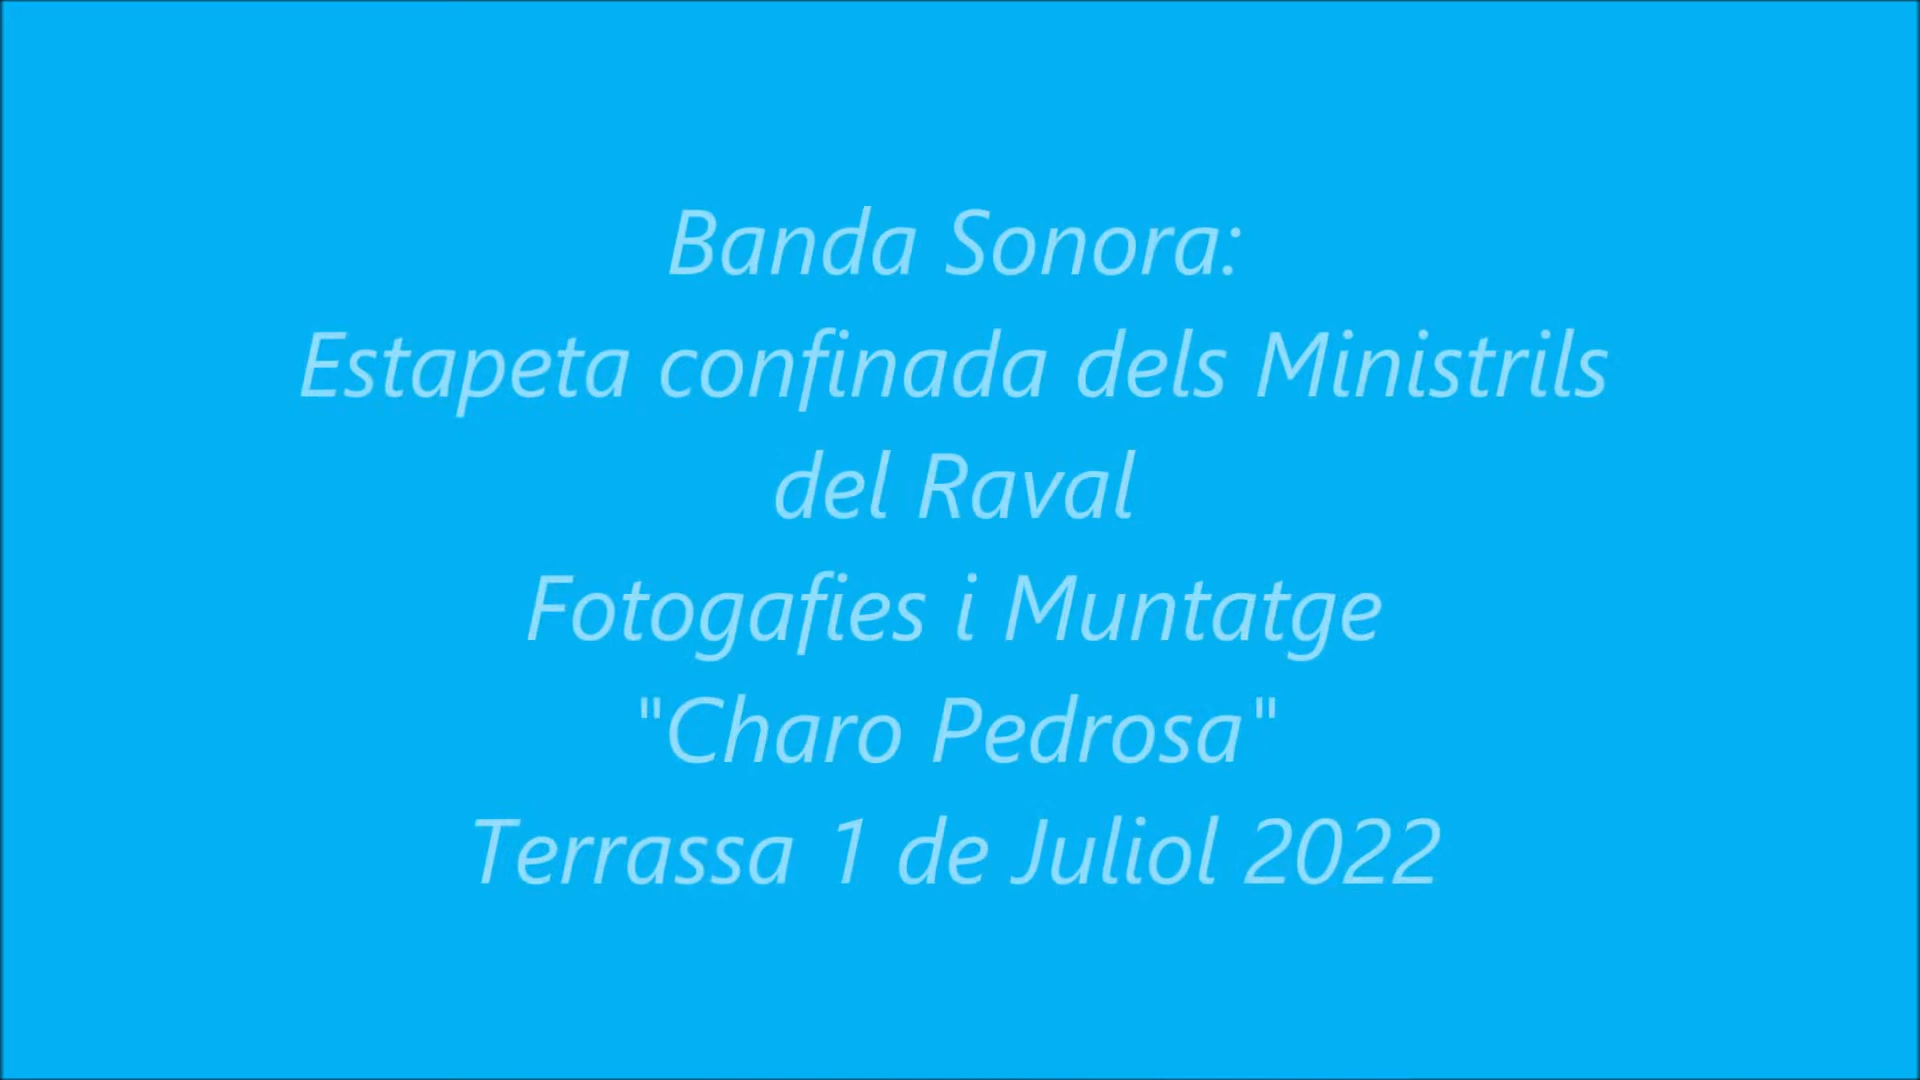 Banda Sonora:
Estapeta confinada dels Ministrils
del Raval
Fotogafies i Muntatge
"Charo Pedrosa"
Terrassa 1 de Juliol 2022